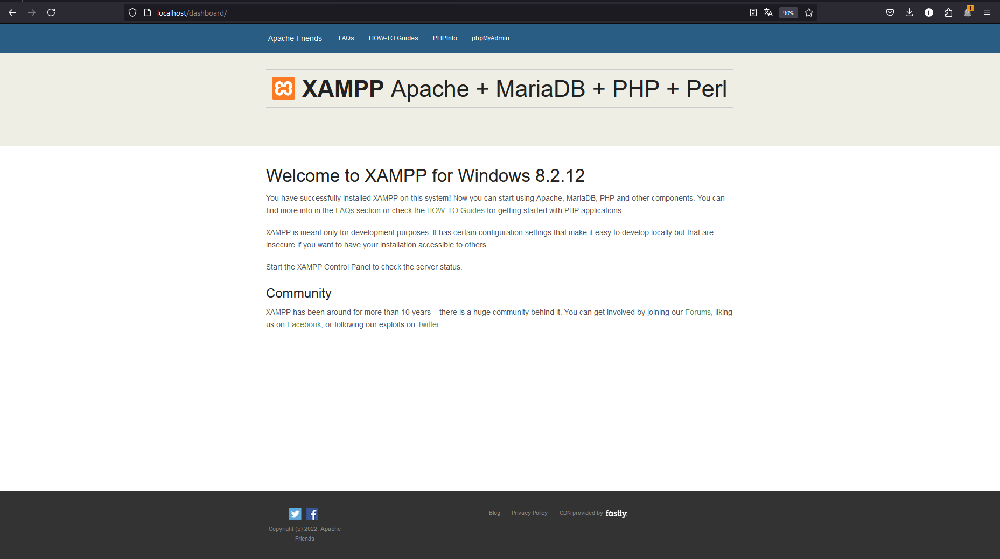 localhost/dashboard/
90%
Apache Friends FAQs HOW-TO Guides PHPInfo phpMyAdmin
XAMPP Apache + MariaDB + PHP + Perl
Welcome to XAMPP for Windows 8.2.12
You have successfully installed XAMPP on this system! Now you can start using Apache, MariaDB, PHP and other components. You can
find more info in the FAQs section or check the HOW-TO Guides for getting started with PHP applications.
XAMPP is meant only for development purposes. It has certain configuration settings that make it easy to develop locally but that are
insecure if you want to have your installation accessible to others.
Start the XAMPP Control Panel to check the server status.
Community
XAMPP has been around for more than 10 years – there is a huge community behind it. You can get involved by joining our Forums, liking
us on Facebook, or following our exploits on Twitter.
Blog Privacy Policy CDN provided by fastly
Copyright (c) 2022, Apache
Friends